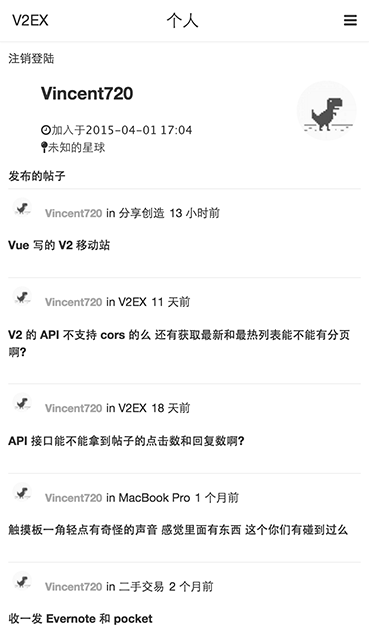 V2EX 个人
注销登陆
Vincent720
加入于2015-04-01 17:04
未知的星球
发布的帖子
Vincent720 in 分享创造 13 小时前
Vue 写的 V2 移动站
Vincent720 in V2EX 11 天前
V2 的 API 不支持 cors 的么 还有获取最新和最热列表能不能有分页
啊?
Vincent720 in V2EX 18 天前
API 接口能不能拿到帖子的点击数和回复数啊?
Vincent720 in MacBook Pro 1 个月前
触摸板一角轻点有奇怪的声音 感觉里面有东西 这个你们有碰到过么
Vincent720 in 二手交易 2 个月前
收一发 Evernote 和 pocket